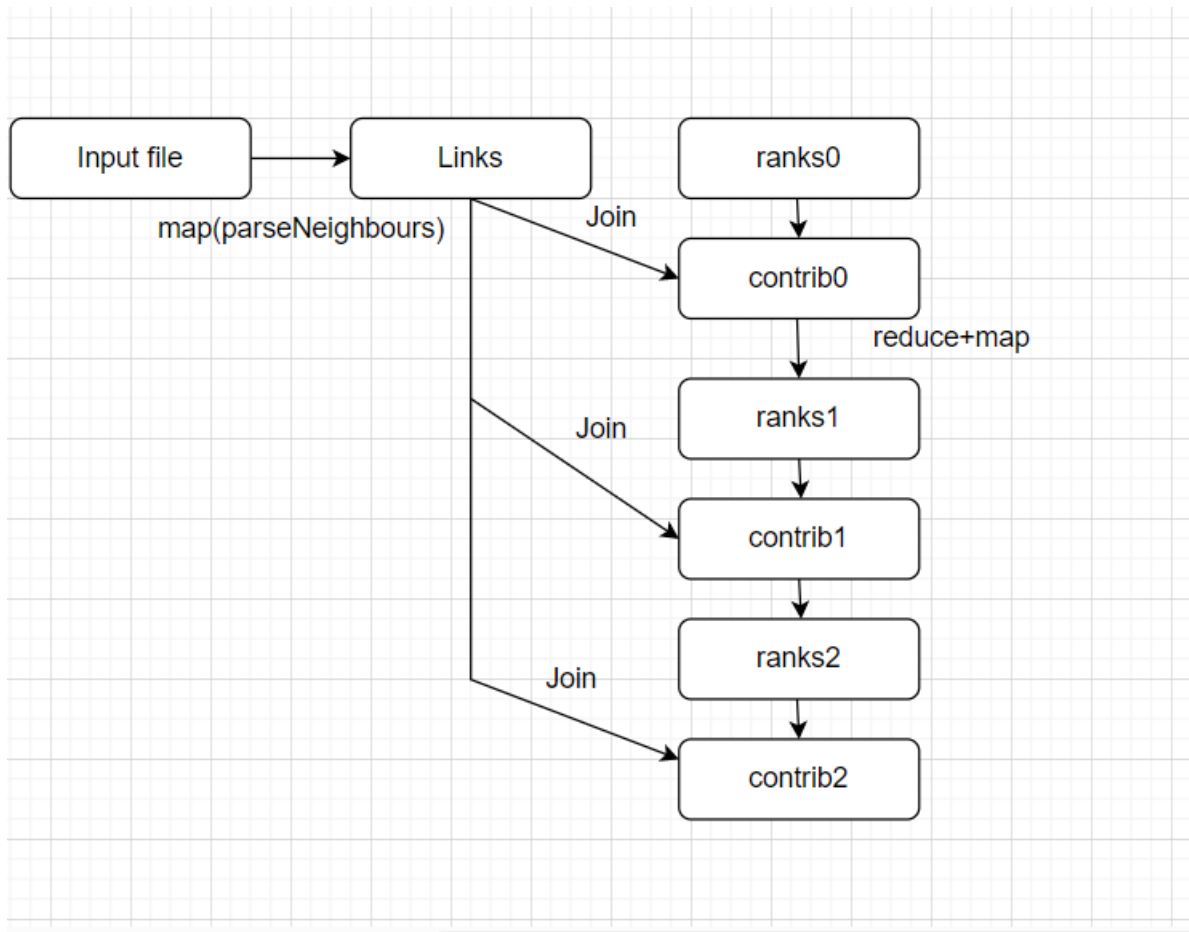 Input file
Links
ranks0
map(parseNeighbours)
Join
contrib0
reduce+map
ranks1
Join
contrib1
ranks2
Join
contrib2